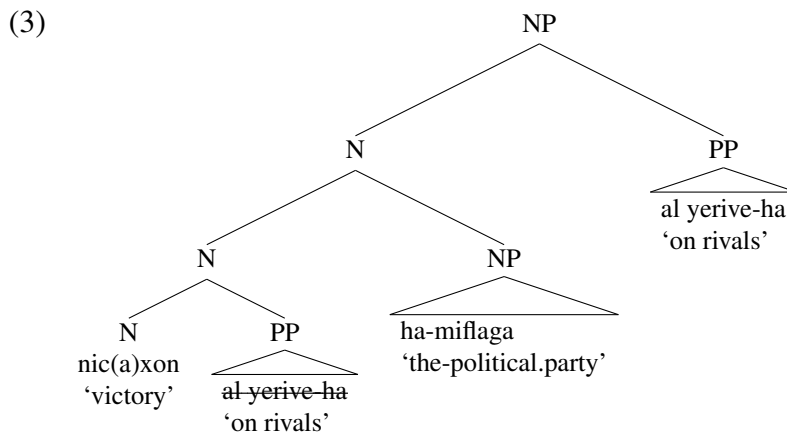 (3) NP
N PP
al yerive-ha
‘on rivals’
N NP
N PP ha-miflaga
nic(a)xon ‘the-political.party’
‘victory’ al yerive-ha
‘on rivals’